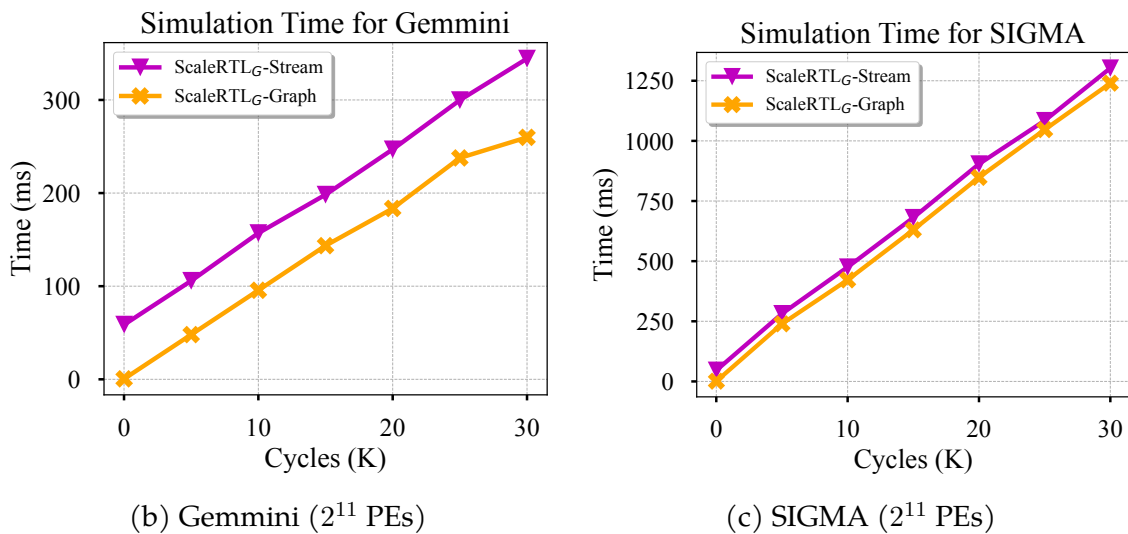 Simulation Time for Gemmini
ScaleRTL_G-Stream
ScaleRTL_G-Graph
Time (ms)
300
200
100
0
0 10 20 30
Cycles (K)
(b) Gemmini (2^11 PEs)
Simulation Time for SIGMA
ScaleRTL_G-Stream
ScaleRTL_G-Graph
Time (ms)
1250
1000
750
500
250
0
0 10 20 30
Cycles (K)
(c) SIGMA (2^11 PEs)